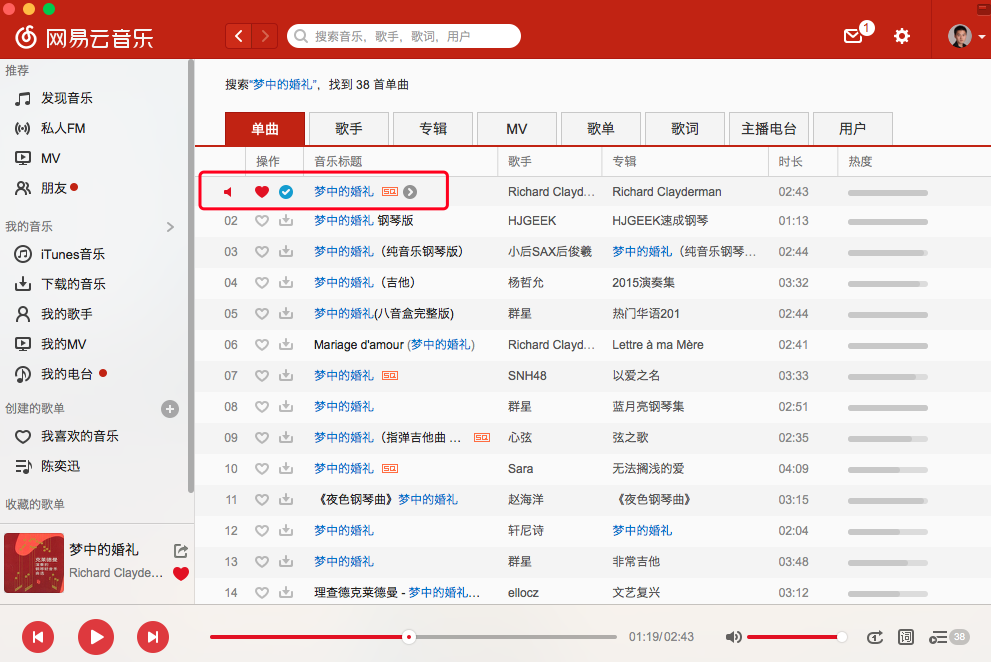 网易云音乐
搜索音乐，歌手，歌词，用户
1
推荐
发现音乐
私人FM
MV
朋友
我的音乐
iTunes音乐
下载的音乐
我的歌手
我的MV
我的电台
创建的歌单
我喜欢的音乐
陈奕迅
收藏的歌单
梦中的婚礼
Richard Clayde...
搜索“梦中的婚礼”，找到 38 首单曲
单曲 歌手 专辑 MV 歌单 歌词 主播电台 用户
操作 音乐标题 歌手 专辑 时长 热度
梦中的婚礼 SQ Richard Clayd... Richard Clayderman 02:43
02 梦中的婚礼 钢琴版 HJGEEK HJGEEK速成钢琴 01:13
03 梦中的婚礼（纯音乐钢琴版） 小后SAX后俊羲 梦中的婚礼（纯音乐钢琴... 02:44
04 梦中的婚礼（吉他） 杨哲允 2015演奏集 03:32
05 梦中的婚礼(八音盒完整版) 群星 热门华语201 02:44
06 Mariage d'amour (梦中的婚礼) Richard Clayd... Lettre à ma Mère 02:41
07 梦中的婚礼 SQ SNH48 以爱之名 03:33
08 梦中的婚礼 群星 蓝月亮钢琴集 02:51
09 梦中的婚礼（指弹吉他曲 ... SQ 心弦 弦之歌 02:35
10 梦中的婚礼 SQ Sara 无法搁浅的爱 04:09
11 《夜色钢琴曲》梦中的婚礼 赵海洋 《夜色钢琴曲》 03:15
12 梦中的婚礼 轩尼诗 梦中的婚礼 02:04
13 梦中的婚礼 群星 非常吉他 03:48
14 理查德克莱德曼 - 梦中的婚礼... ellocz 文艺复兴 03:12
01:19/02:43
1
词
38